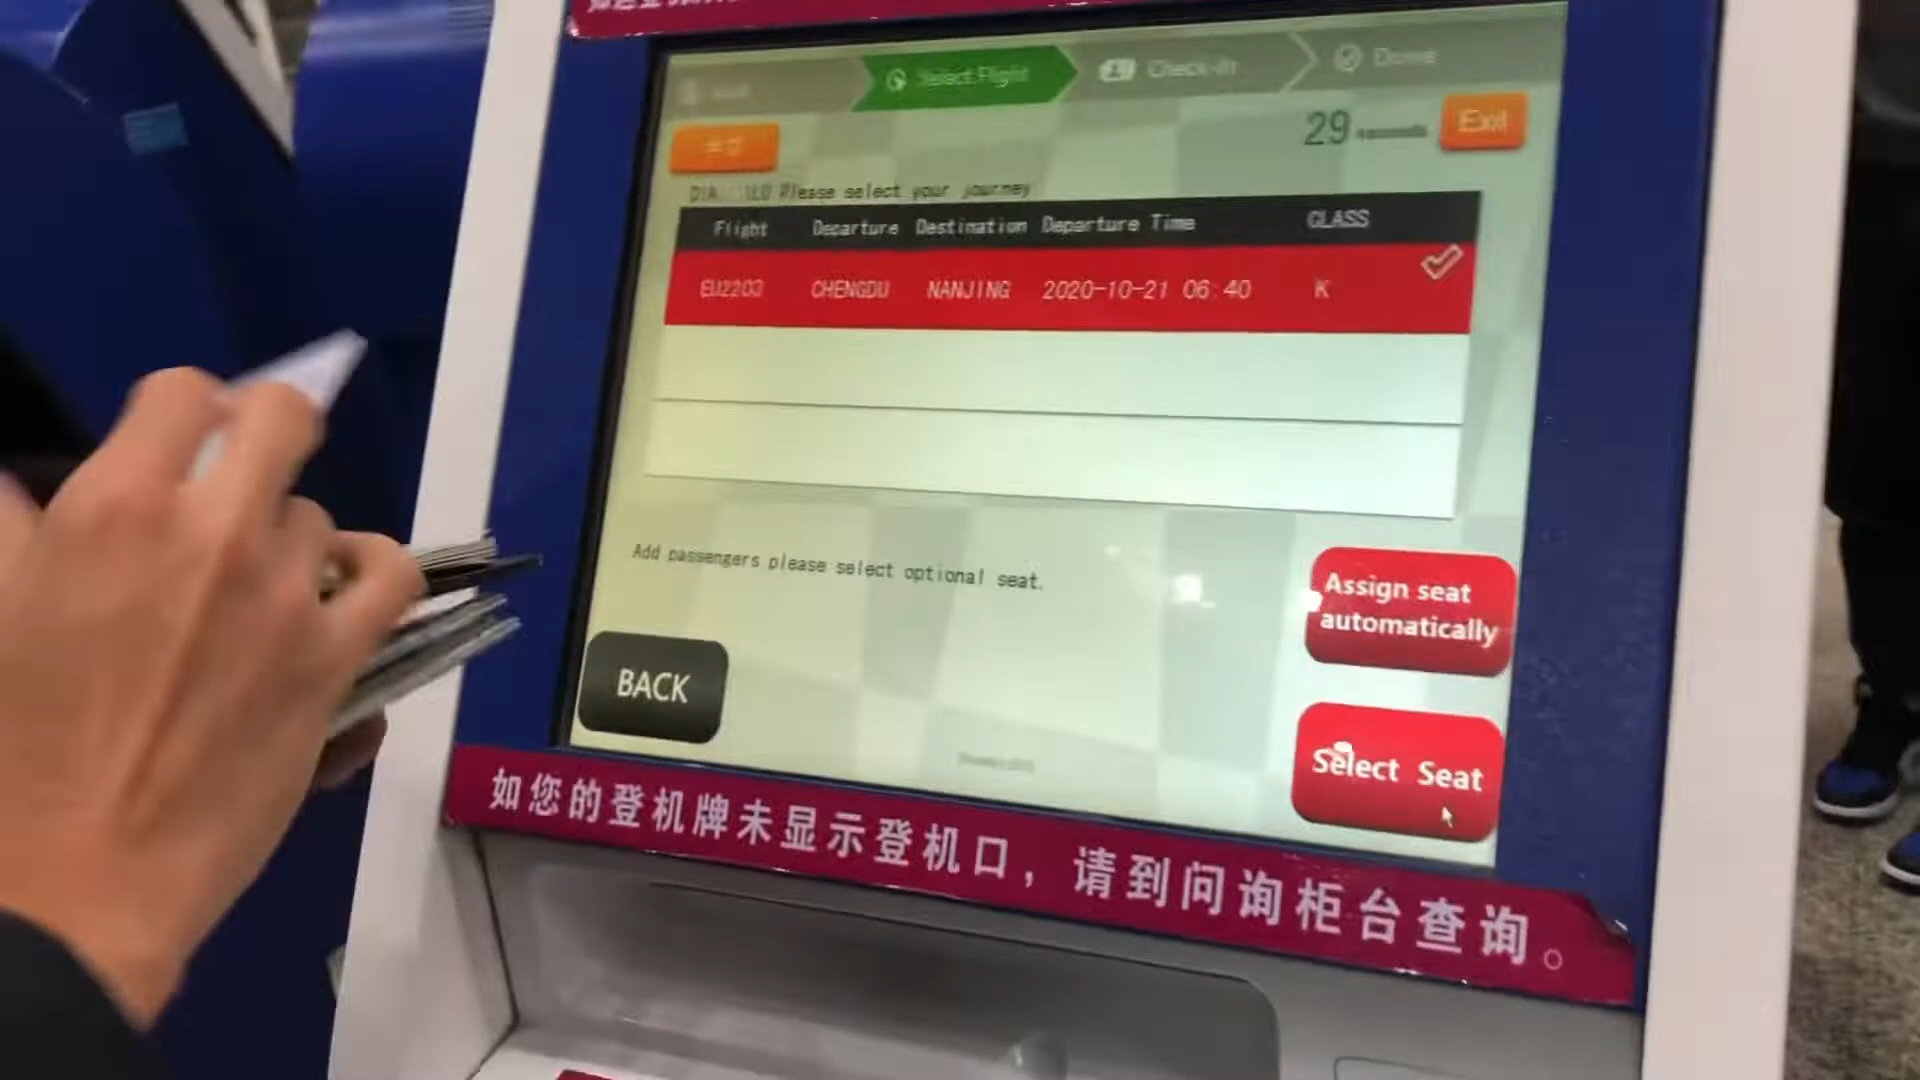 Select Flight
Check-In
Done
29 seconds
Exit
Please select your journey
Flight Departure Destination Departure Time CLASS
EU2203 CHENGDU NANJING 2020-10-21 06:40 K
Add passengers please select optional seat.
Assign seat
automatically
BACK
Select Seat
如您的登机牌未显示登机口，请到问询柜台查询。